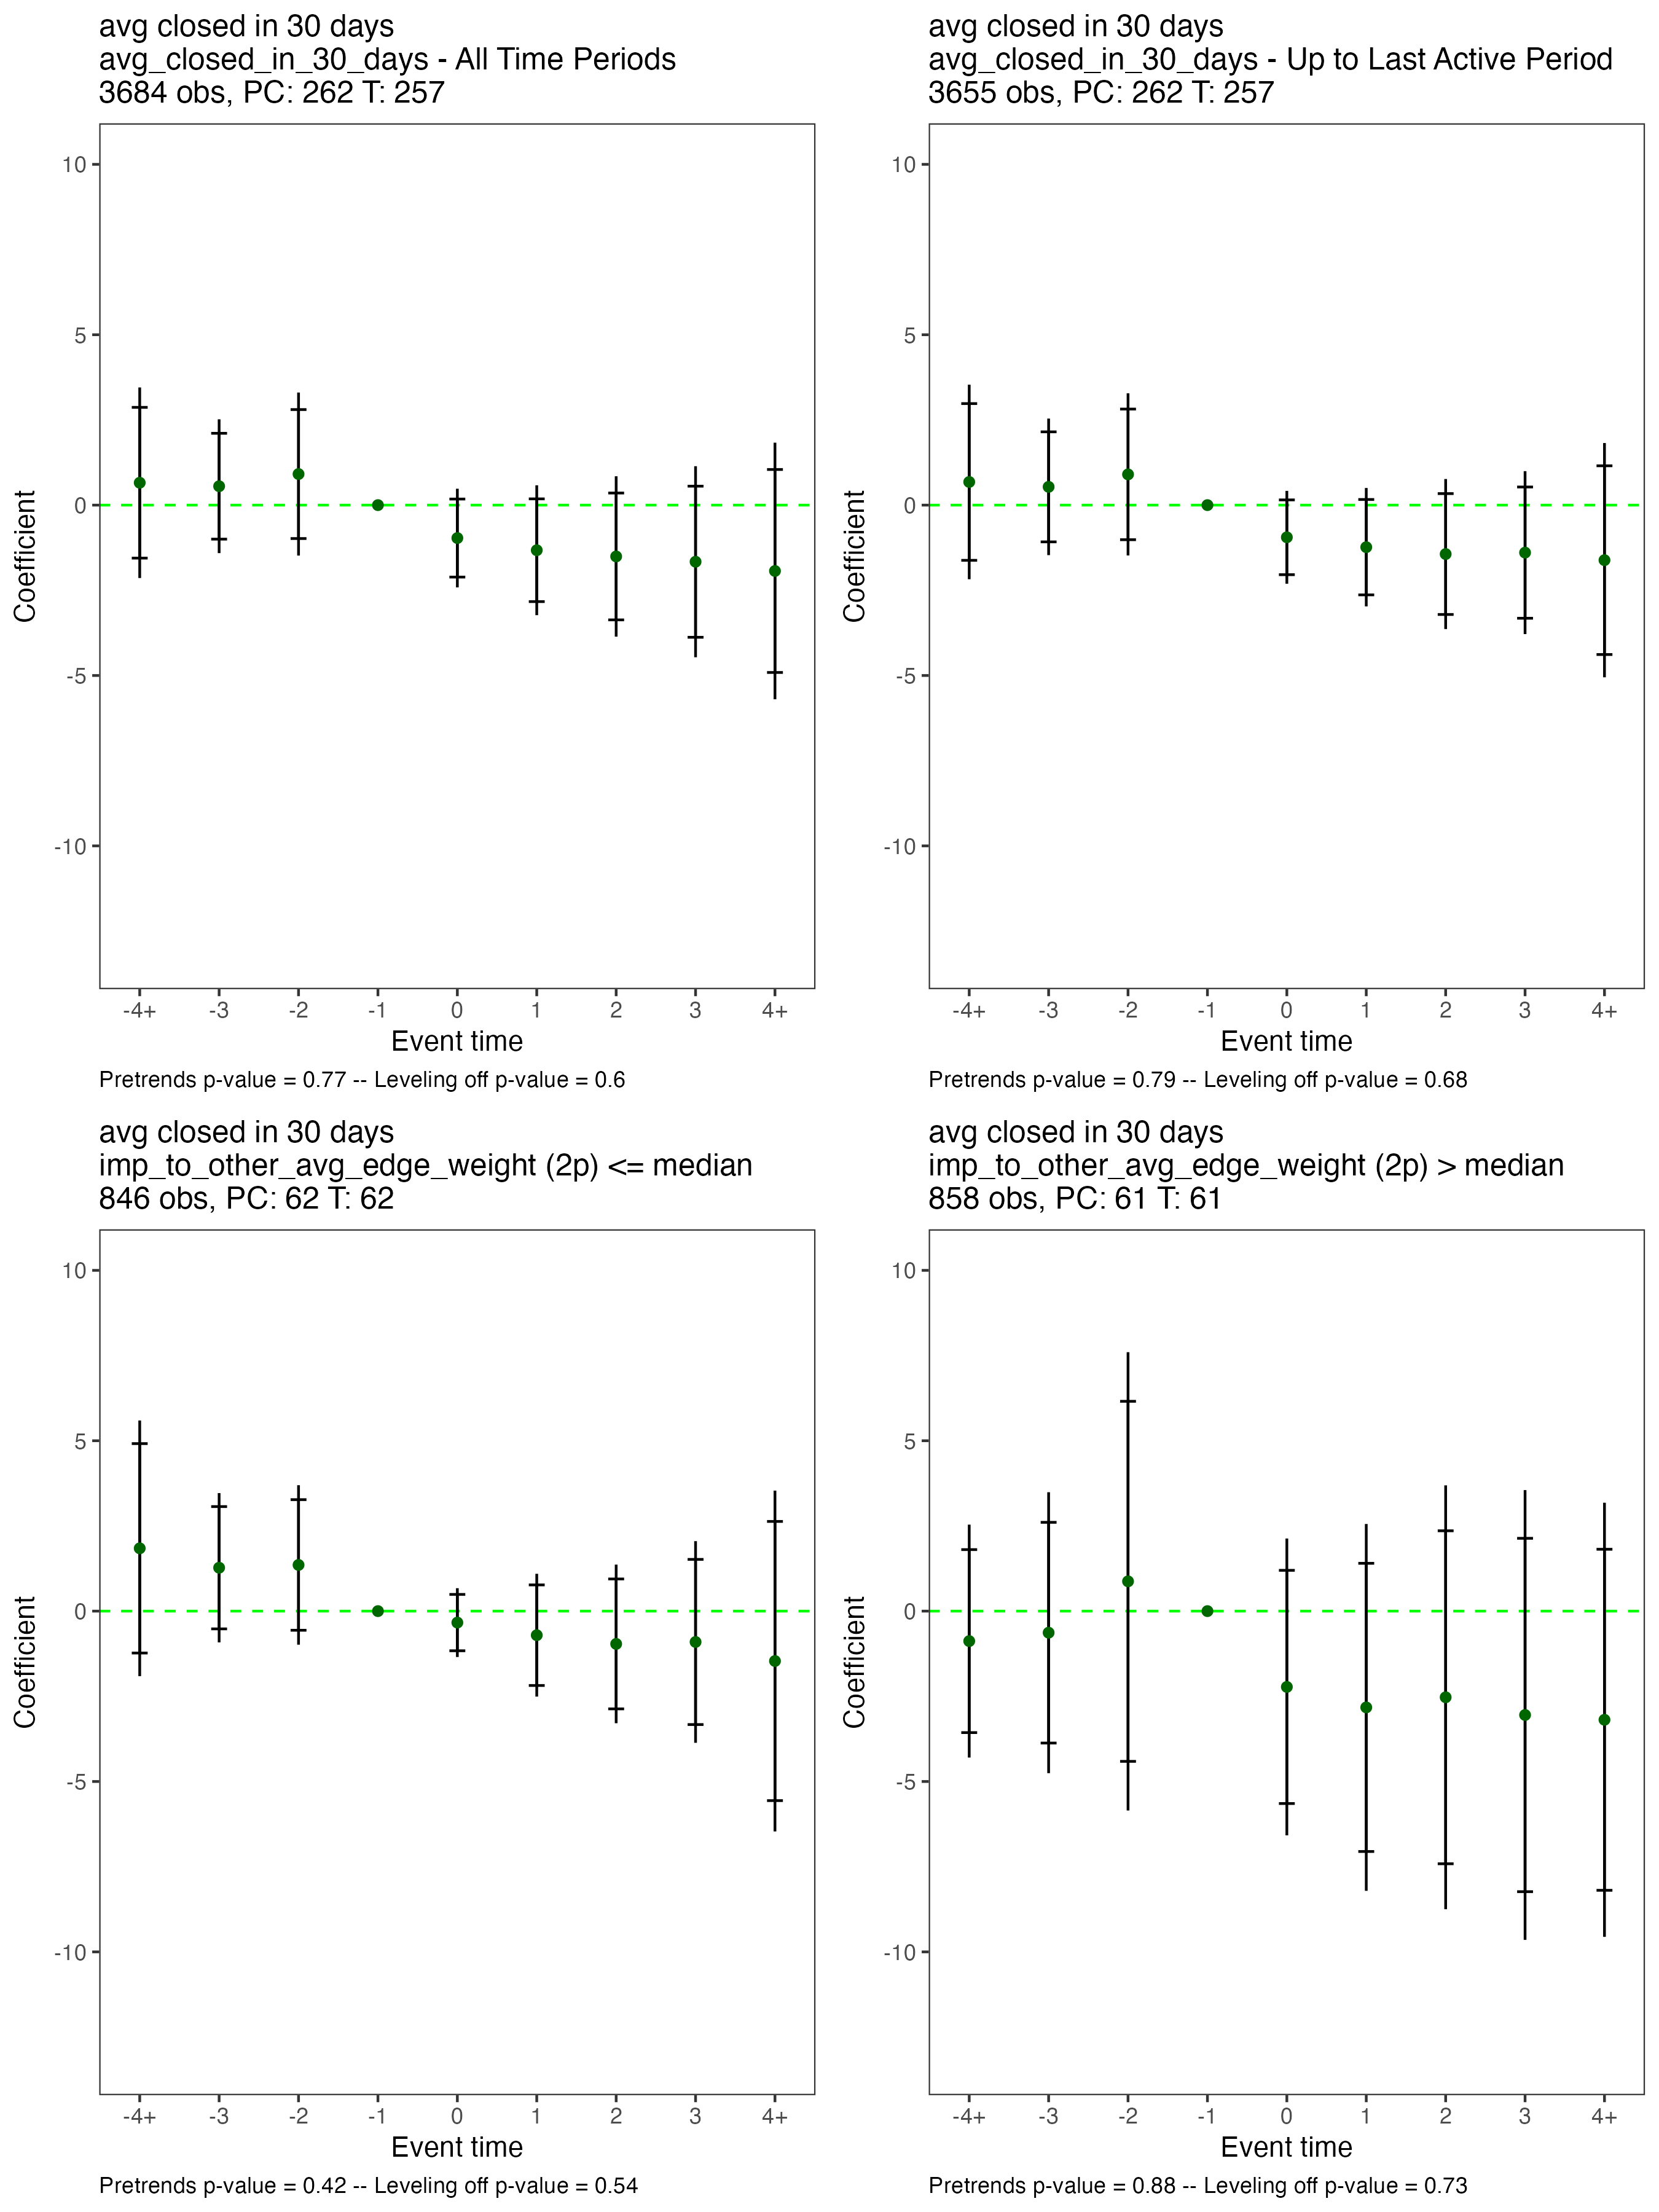 avg closed in 30 days
avg_closed_in_30_days - All Time Periods
3684 obs, PC: 262 T: 257
10
5
0
-5
-10
Coefficient
-4+ -3 -2 -1 0 1 2 3 4+
Event time
Pretrends p-value = 0.77 -- Leveling off p-value = 0.6
avg closed in 30 days
avg_closed_in_30_days - Up to Last Active Period
3655 obs, PC: 262 T: 257
10
5
0
-5
-10
Coefficient
-4+ -3 -2 -1 0 1 2 3 4+
Event time
Pretrends p-value = 0.79 -- Leveling off p-value = 0.68
avg closed in 30 days
imp_to_other_avg_edge_weight (2p) <= median
846 obs, PC: 62 T: 62
10
5
0
-5
-10
Coefficient
-4+ -3 -2 -1 0 1 2 3 4+
Event time
Pretrends p-value = 0.42 -- Leveling off p-value = 0.54
avg closed in 30 days
imp_to_other_avg_edge_weight (2p) > median
858 obs, PC: 61 T: 61
10
5
0
-5
-10
Coefficient
-4+ -3 -2 -1 0 1 2 3 4+
Event time
Pretrends p-value = 0.88 -- Leveling off p-value = 0.73